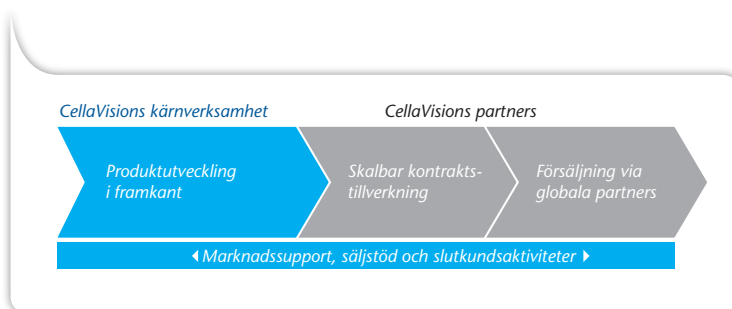 CellaVisions kärnverksamhet
CellaVisions partners
Produktutveckling
i framkant
Skalbar kontrakts-
tillverkning
Försäljning via
globala partners
Marknadssupport, säljstöd och slutkundsaktiviteter